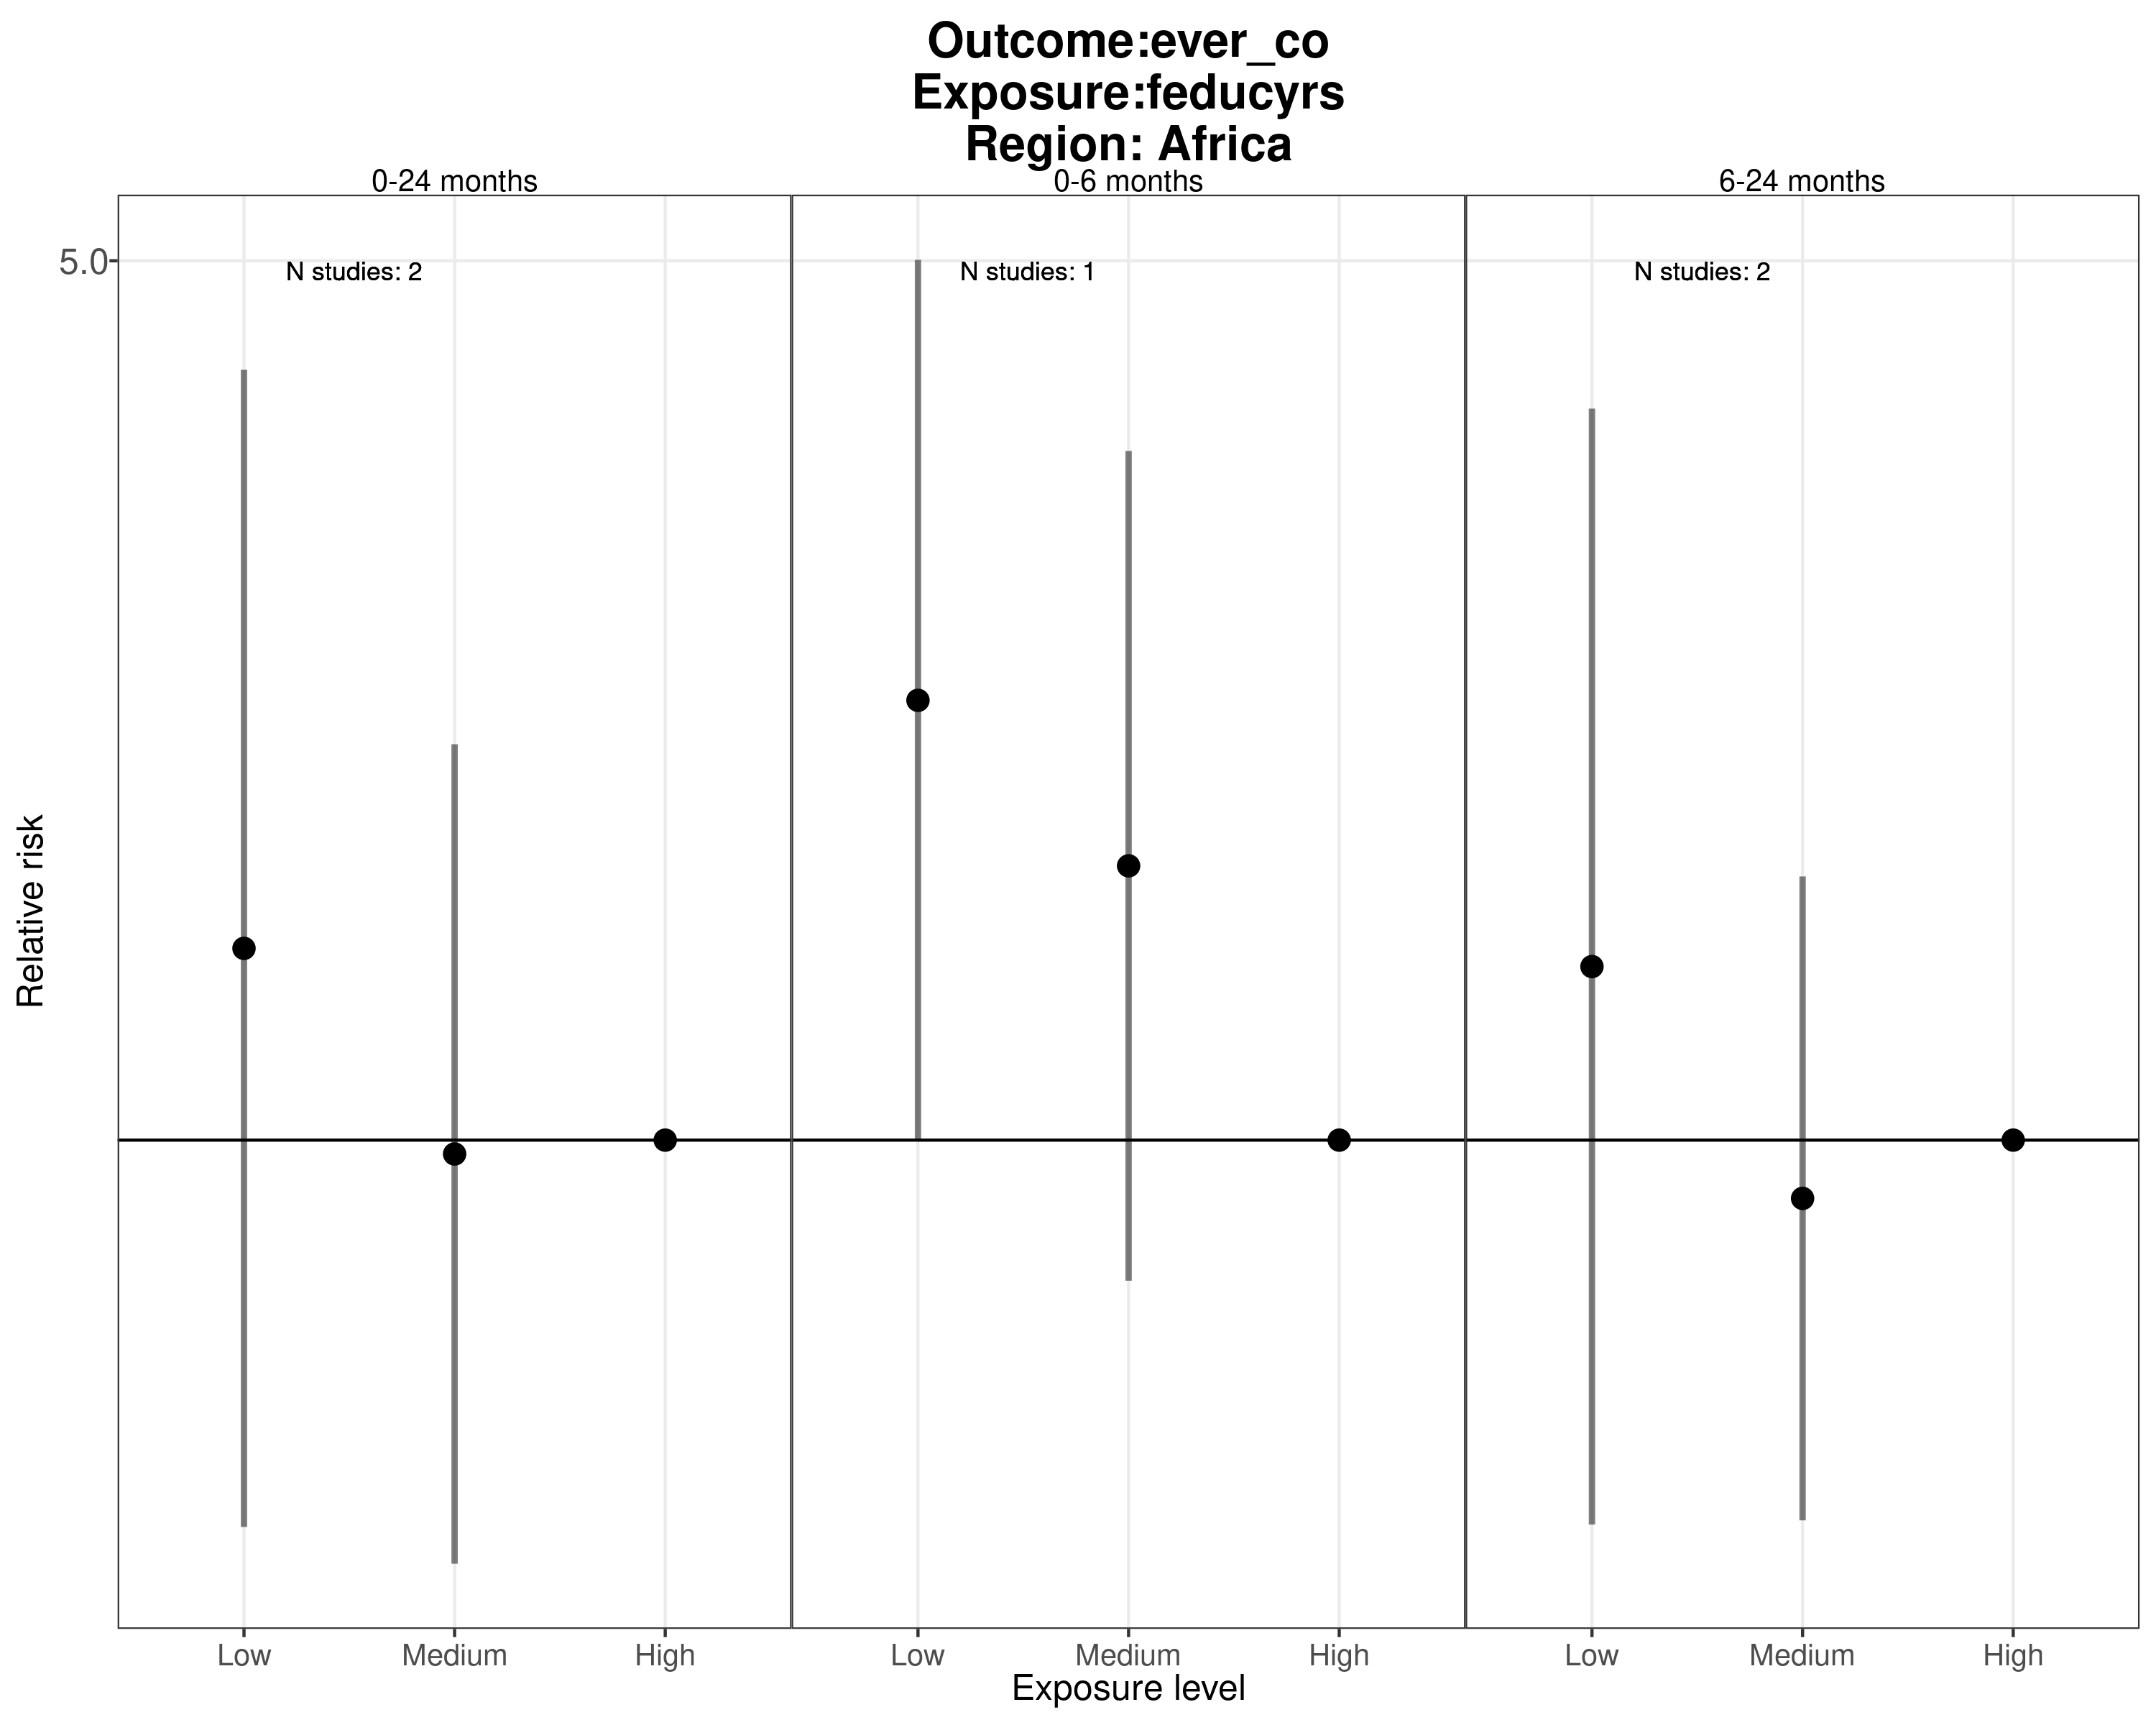 Outcome:ever_co
Exposure:feducyrs
Region: Africa
0-24 months
0-6 months
6-24 months
5.0
N studies: 2
N studies: 1
N studies: 2
Relative risk
Low
Medium
High
Low
Medium
High
Low
Medium
High
Exposure level